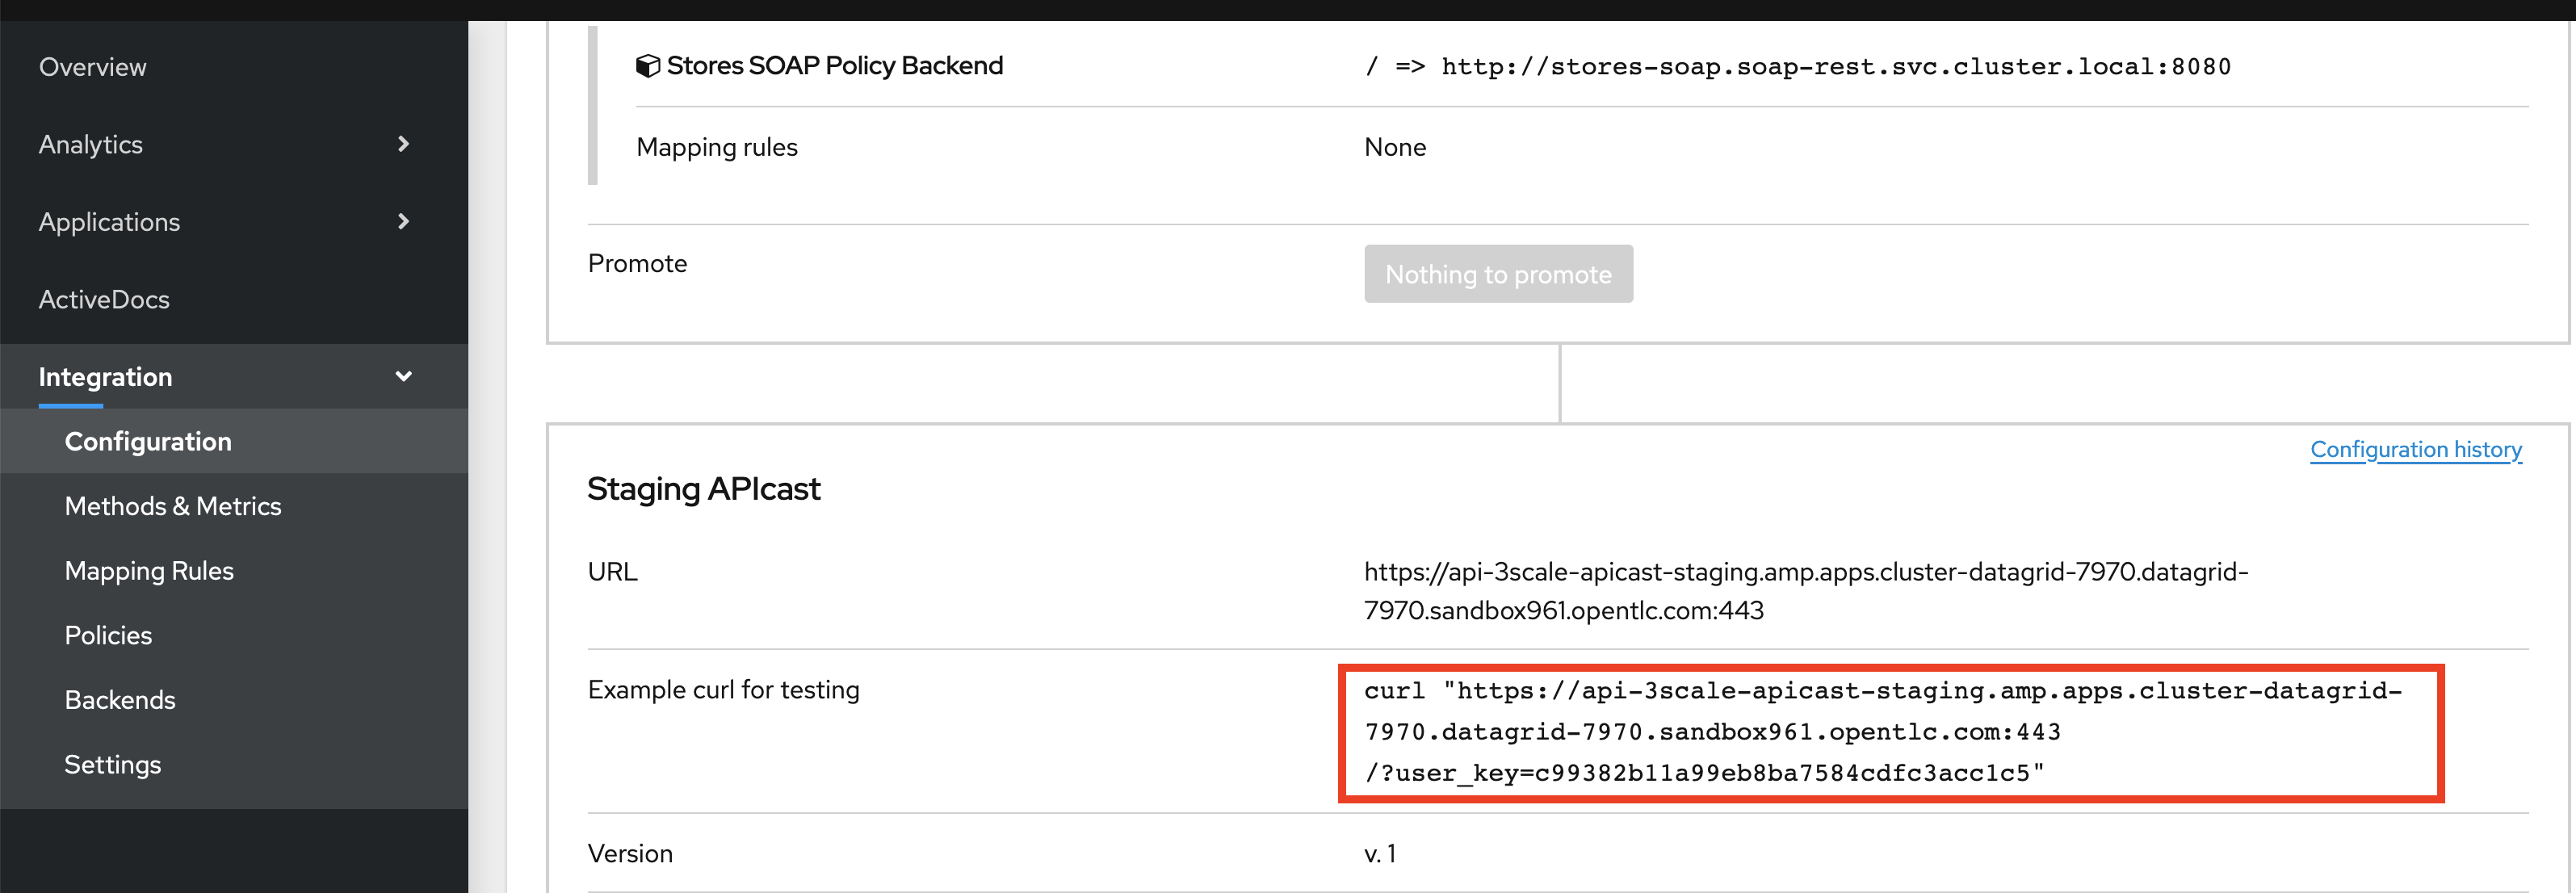 Overview
Analytics
Applications
ActiveDocs
Integration
Configuration
Methods & Metrics
Mapping Rules
Policies
Backends
Settings
Stores SOAP Policy Backend
/ => http://stores-soap.soap-rest.svc.cluster.local:8080
Mapping rules
None
Promote
Nothing to promote
Configuration history
Staging APIcast
URL
https://api-3scale-apicast-staging.amp.apps.cluster-datagrid-
7970.datagrid-7970.sandbox961.opentlc.com:443
Example curl for testing
curl "https://api-3scale-apicast-staging.amp.apps.cluster-datagrid-
7970.datagrid-7970.sandbox961.opentlc.com:443
/?user_key=c99382b11a99eb8ba7584cdfc3acc1c5"
Version
v. 1